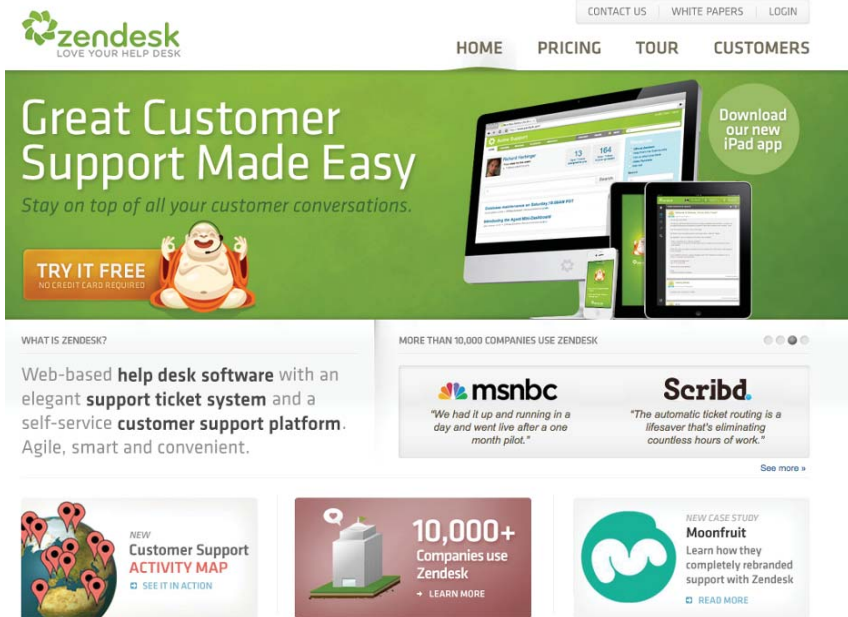 CONTACT US WHITE PAPERS LOGIN
zendesk
LOVE YOUR HELP DESK
HOME PRICING TOUR CUSTOMERS
Great Customer
Support Made Easy
Stay on top of all your customer conversations.
TRY IT FREE
NO CREDIT CARD REQUIRED
Download
our new
iPad app
13
164
WHAT IS ZENDESK?
Web-based help desk software with an
elegant support ticket system and a
self-service customer support platform.
Agile, smart and convenient.
MORE THAN 10,000 COMPANIES USE ZENDESK
msnbc
"We had it up and running in a
day and went live after a one
month pilot."
Scribd.
"The automatic ticket routing is a
lifesaver that's eliminating
countless hours of work."
See more »
NEW
Customer Support
ACTIVITY MAP
SEE IT IN ACTION
10,000+
Companies use
Zendesk
LEARN MORE
NEW CASE STUDY
Moonfruit
Learn how they
completely rebranded
support with Zendesk
READ MORE